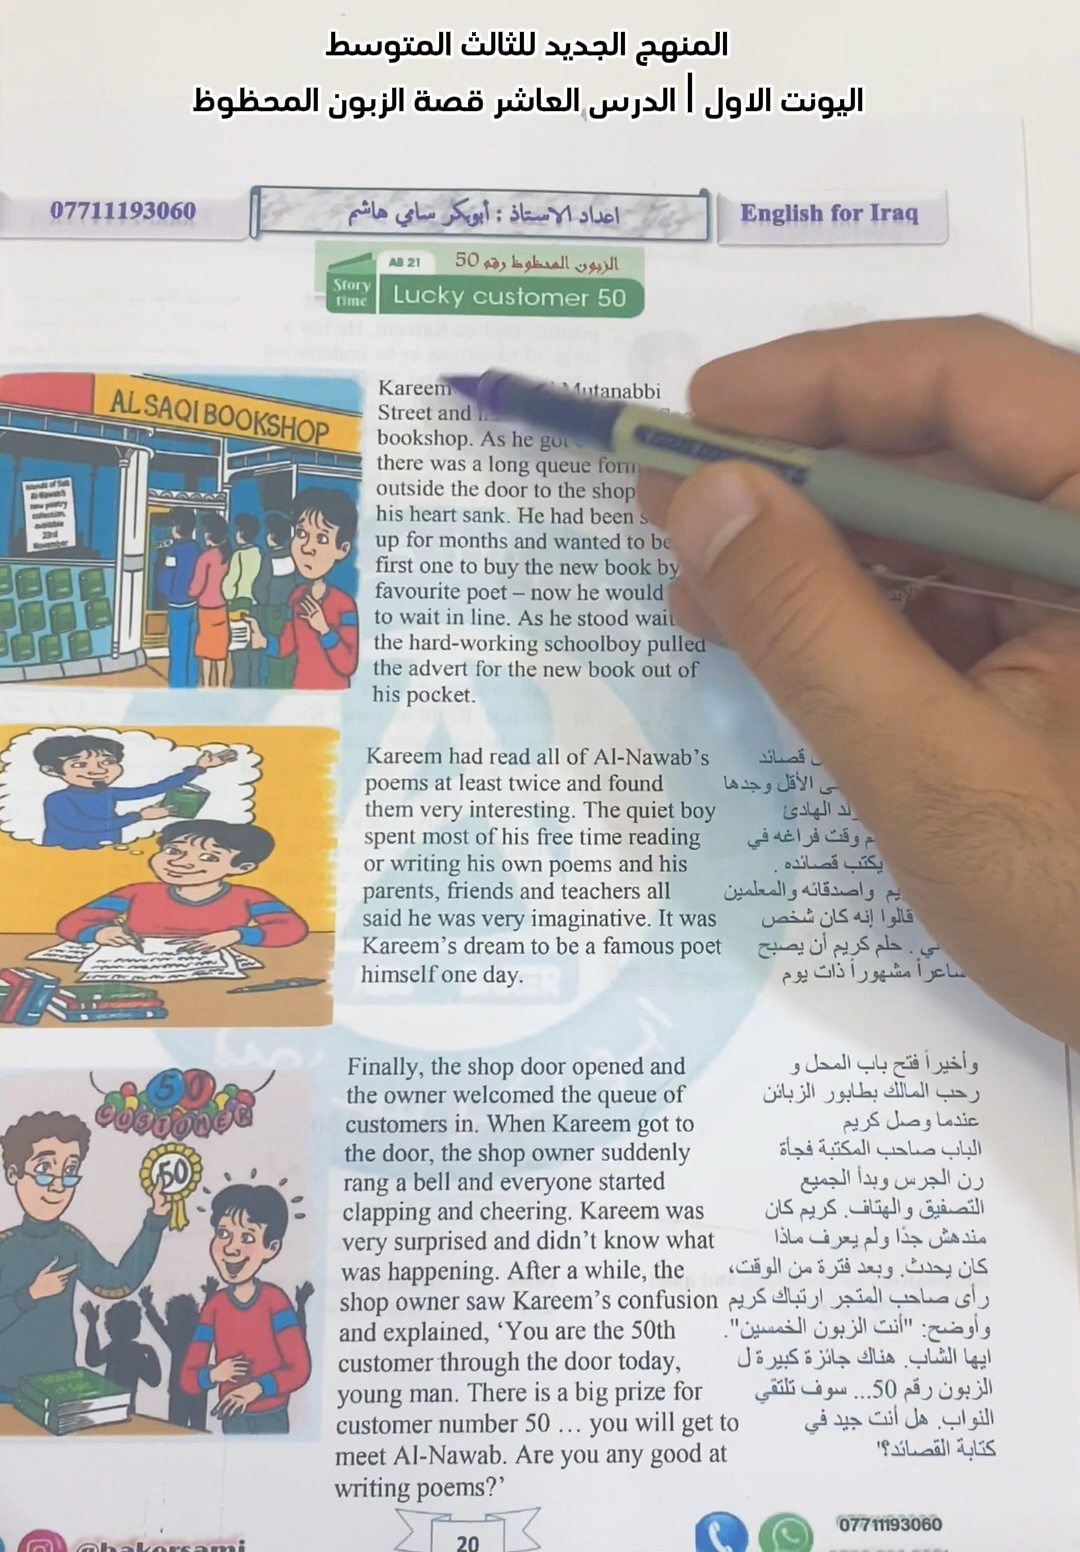 المنهج الجديد للثالث المتوسط
اليونت الاول | الدرس العاشر قصة الزبون المحظوظ
07711193060
اعداد الاستاذ : أبوبكر سامي هاشم
English for Iraq
AB 21
الزبون المحظوظ رقم 50
Story time
Lucky customer 50
AL SAQI BOOKSHOP
Kareem Mutanabbi
Street and
bookshop. As he got
there was a long queue
outside the door to the shop
his heart sank. He had been
up for months and wanted to be
first one to buy the new book by
favourite poet – now he would
to wait in line. As he stood
the hard-working schoolboy pulled
the advert for the new book out of
his pocket.
Kareem had read all of Al-Nawab’s
poems at least twice and found
them very interesting. The quiet boy
spent most of his free time reading
or writing his own poems and his
parents, friends and teachers all
said he was very imaginative. It was
Kareem’s dream to be a famous poet
himself one day.
قصائد
الأقل وجدها
الهادئ
وقت فراغه في
يكتب قصائده .
واصدقائه والمعلمين
قالوا إنه كان شخص
. حلم كريم أن يصبح
مشهوراً ذات يوم
50
CUSTOMER
50
Finally, the shop door opened and
the owner welcomed the queue of
customers in. When Kareem got to
the door, the shop owner suddenly
rang a bell and everyone started
clapping and cheering. Kareem was
very surprised and didn’t know what
was happening. After a while, the
shop owner saw Kareem’s confusion
and explained, ‘You are the 50th
customer through the door today,
young man. There is a big prize for
customer number 50 … you will get to
meet Al-Nawab. Are you any good at
writing poems?’
وأخيراً فتح باب المحل و
رحب المالك بطابور الزبائن
عندما وصل كريم
الباب صاحب المكتبة فجأة
رن الجرس وبدأ الجميع
التصفيق والهتاف. كريم كان
مندهش جدًا ولم يعرف ماذا
كان يحدث. وبعد فترة من الوقت،
رأى صاحب المتجر ارتباك كريم
وأوضح: "أنت الزبون الخمسين".
ايها الشاب. هناك جائزة كبيرة ل
الزبون رقم 50... سوف تلتقي
النواب. هل أنت جيد في
كتابة القصائد؟'
@bakersami
20
07711193060